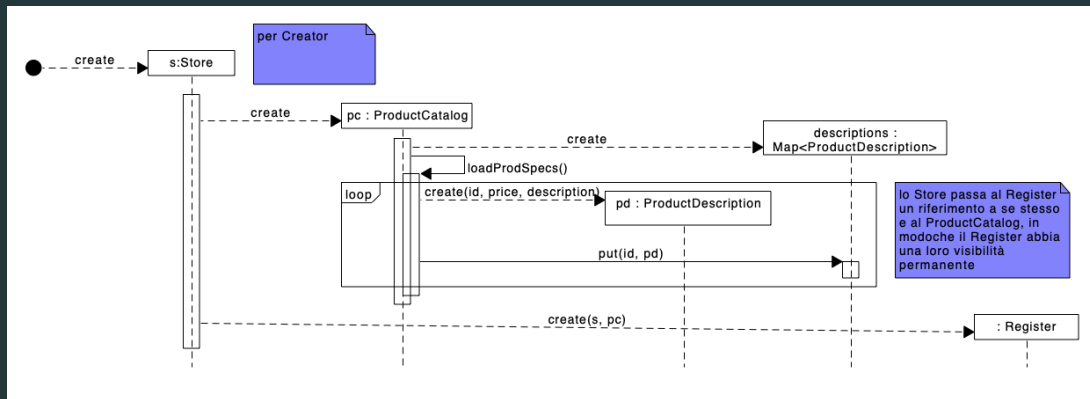 per Creator
create
s:Store
create
pc : ProductCatalog
create
descriptions :
Map<ProductDescription>
loadProdSpecs()
loop
create(id, price, description)
pd : ProductDescription
lo Store passa al Register
un riferimento a se stesso
e al ProductCatalog, in
modoche il Register abbia
una loro visibilità
permanente
put(id, pd)
create(s, pc)
: Register